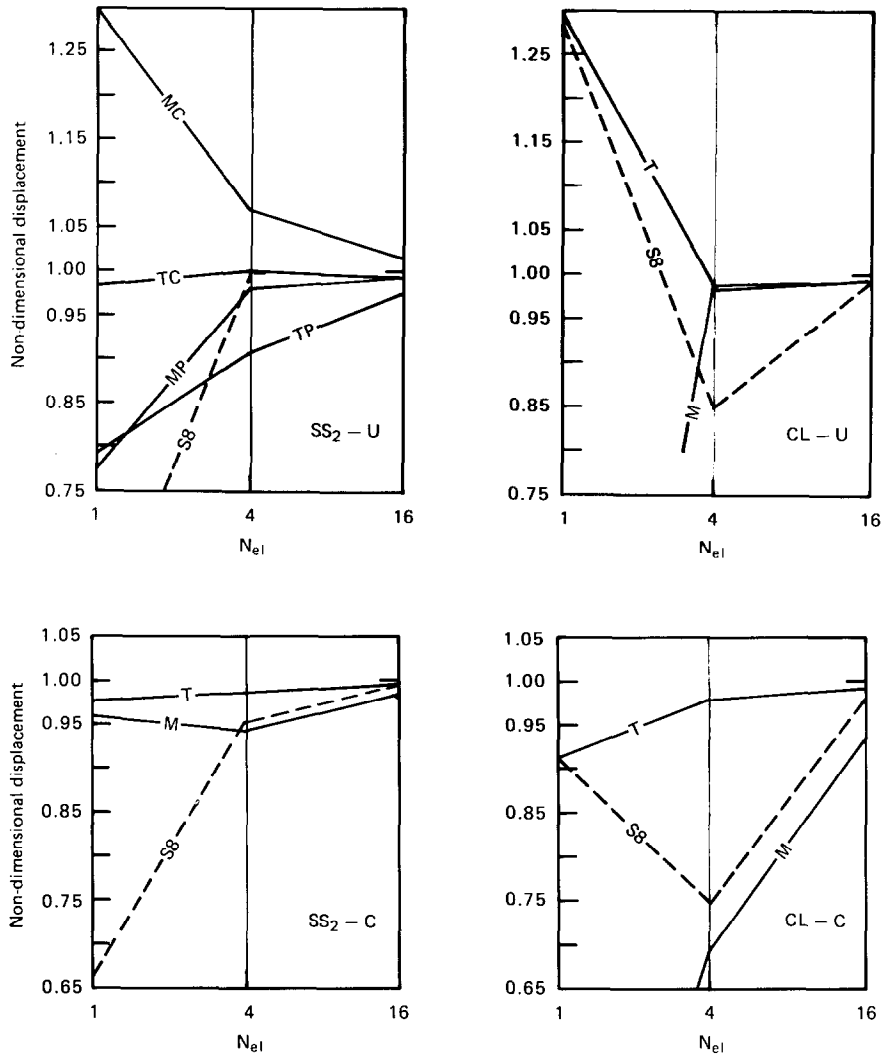 Non-dimensional displacement
1.25
1.15
1.05
1.00
0.95
0.85
0.75
MC
TC
MP
TP
S8
SS2 – U
1
4
16
Nel
1.25
1.15
1.05
1.00
0.95
0.85
0.75
T
S8
M
CL – U
1
4
16
Nel
Non-dimensional displacement
1.05
1.00
0.95
0.85
0.75
0.65
T
M
S8
SS2 – C
1
4
16
Nel
1.05
1.00
0.95
0.85
0.75
0.65
T
S8
M
CL – C
1
4
16
Nel